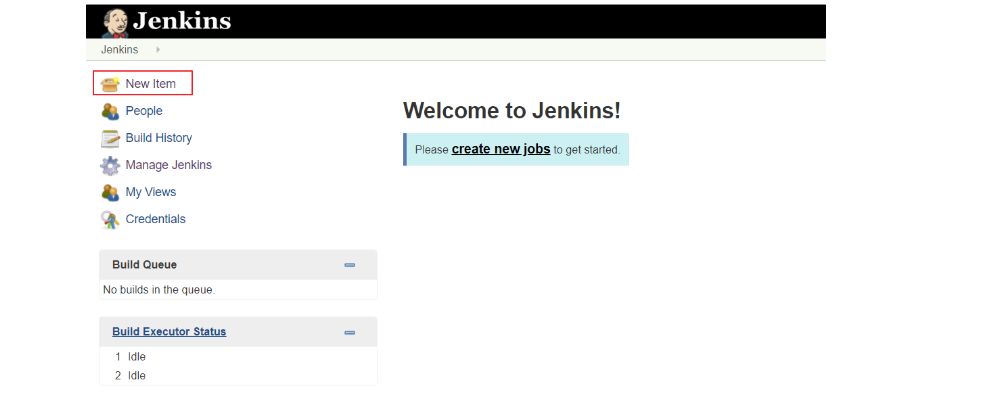 Jenkins
Jenkins
New Item
People
Build History
Manage Jenkins
My Views
Credentials
Welcome to Jenkins!
Please create new jobs to get started.
Build Queue
No builds in the queue.
Build Executor Status
1 Idle
2 Idle